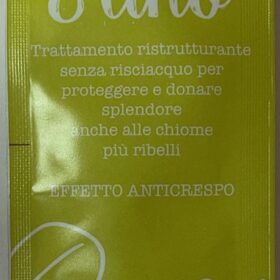 Trattamento ristrutturante
senza risciacquo per
proteggere e donare
splendore
anche alle chiome
più ribelli
EFFETTO ANTICRESPO